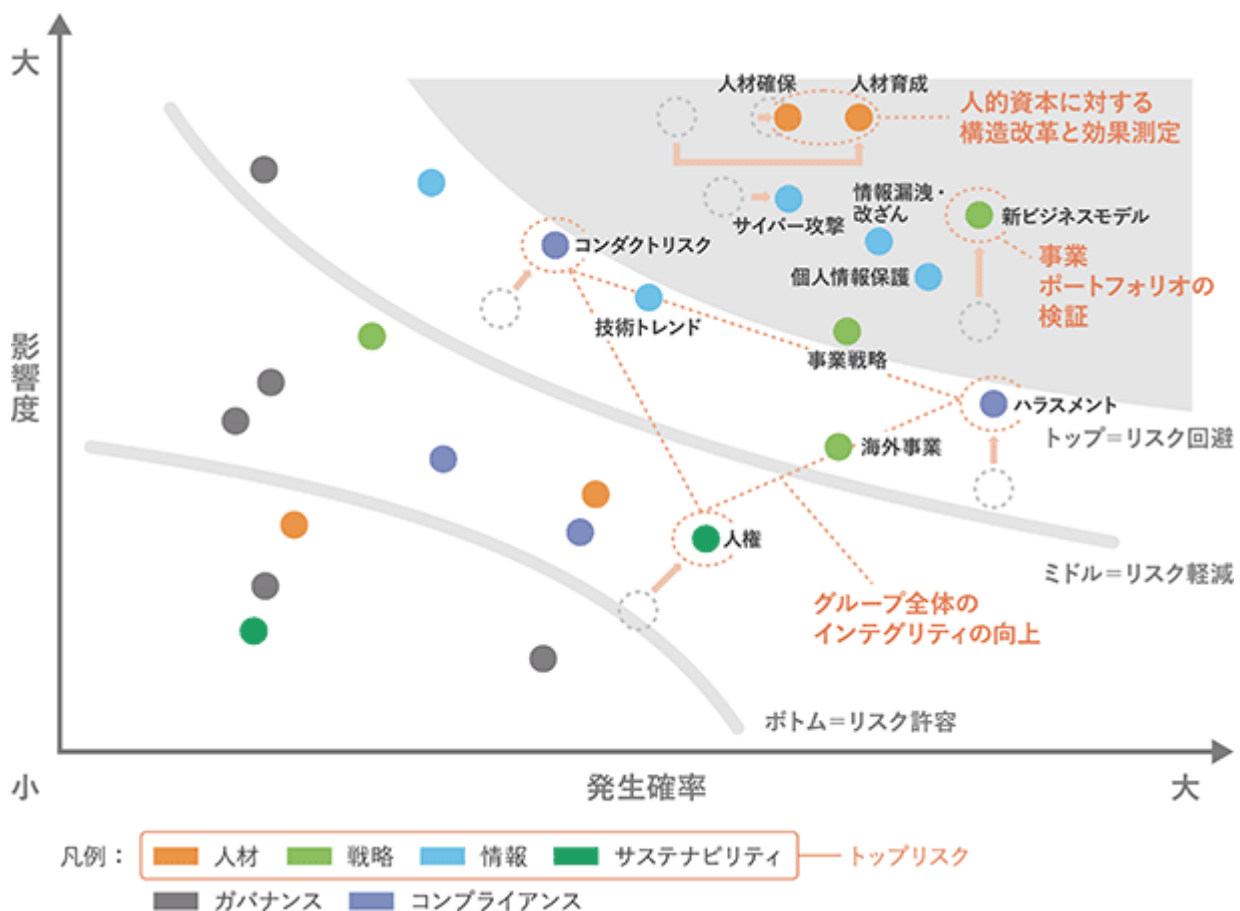 大
影響度
小
発生確率
大
人材確保
人材育成
人的資本に対する
構造改革と効果測定
サイバー攻撃
情報漏洩・
改ざん
新ビジネスモデル
個人情報保護
事業
ポートフォリオの
検証
コンダクトリスク
技術トレンド
事業戦略
ハラスメント
トップ＝リスク回避
海外事業
人権
ミドル＝リスク軽減
グループ全体の
インテグリティの向上
ボトム＝リスク許容
凡例： 人材 戦略 情報 サステナビリティ トップリスク
ガバナンス コンプライアンス